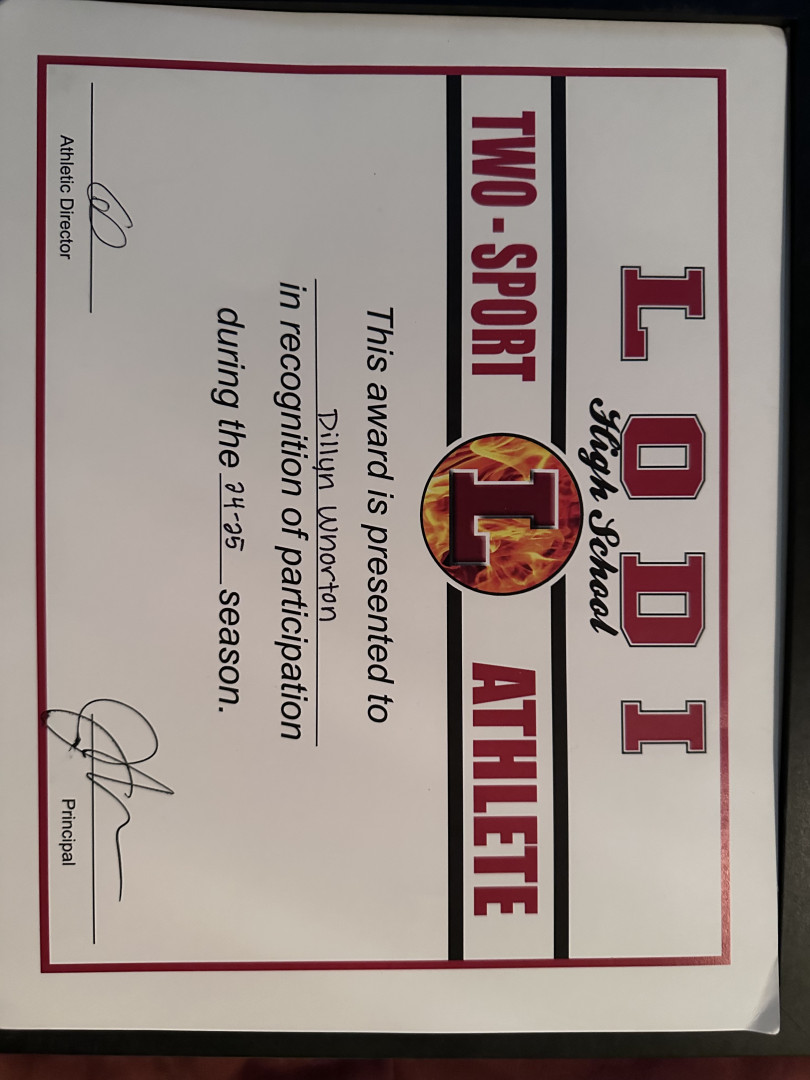 LODI
High School
TWO-SPORT L ATHLETE
This award is presented to
Dillyn Whorton
in recognition of participation
during the 24-25 season.
Athletic Director Principal